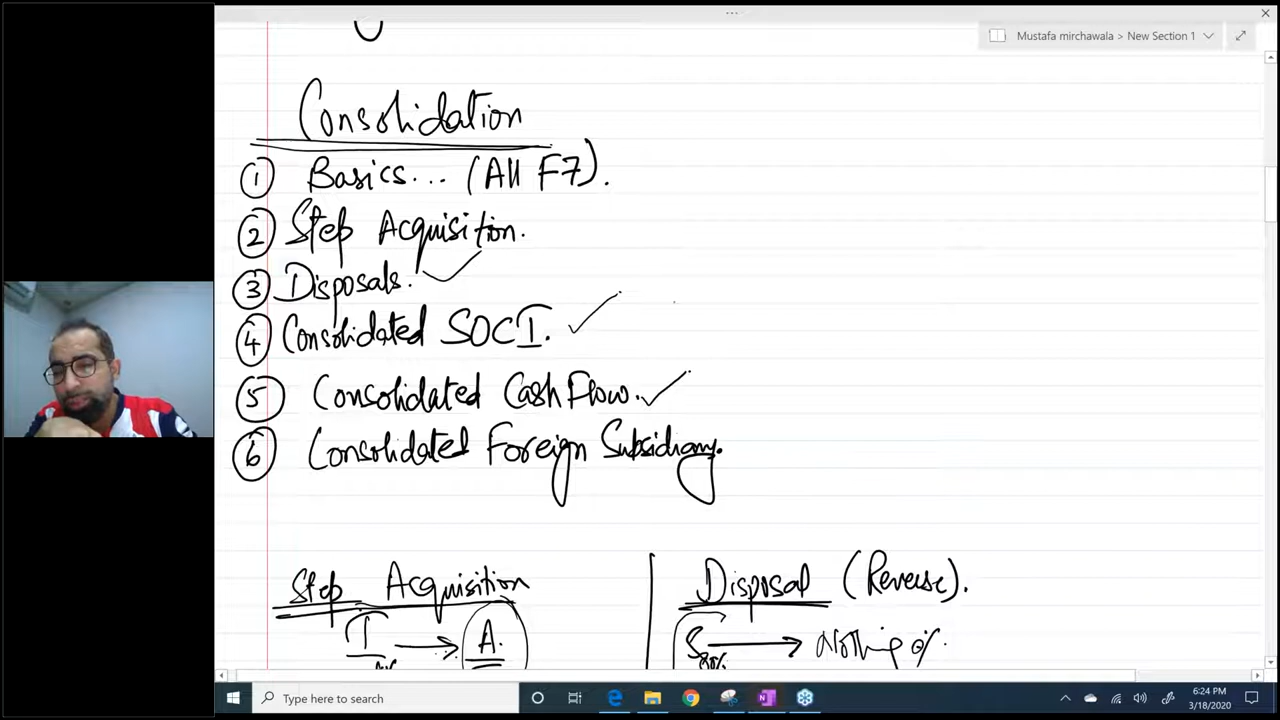 Mustafa mirchawala > New Section 1
Consolidation
① Basics... (All F7).
② Step Acquisition.
③ Disposals.
④ Consolidated SOCI.
⑤ Consolidated Cash Flow.
⑥ Consolidated Foreign Subsidiary.
Step Acquisition
Disposal (Reverse).
I → A.
S 80% → Nothing 0%.
Type here to search
6:24 PM
3/18/2020